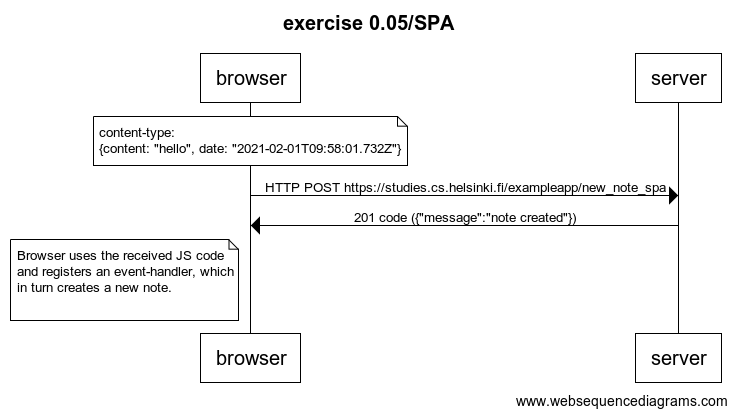 exercise 0.05/SPA
browser
server
content-type:
{content: "hello", date: "2021-02-01T09:58:01.732Z"}
HTTP POST https://studies.cs.helsinki.fi/exampleapp/new_note_spa
201 code ({"message":"note created"})
Browser uses the received JS code
and registers an event-handler, which
in turn creates a new note.
browser
server
www.websequencediagrams.com